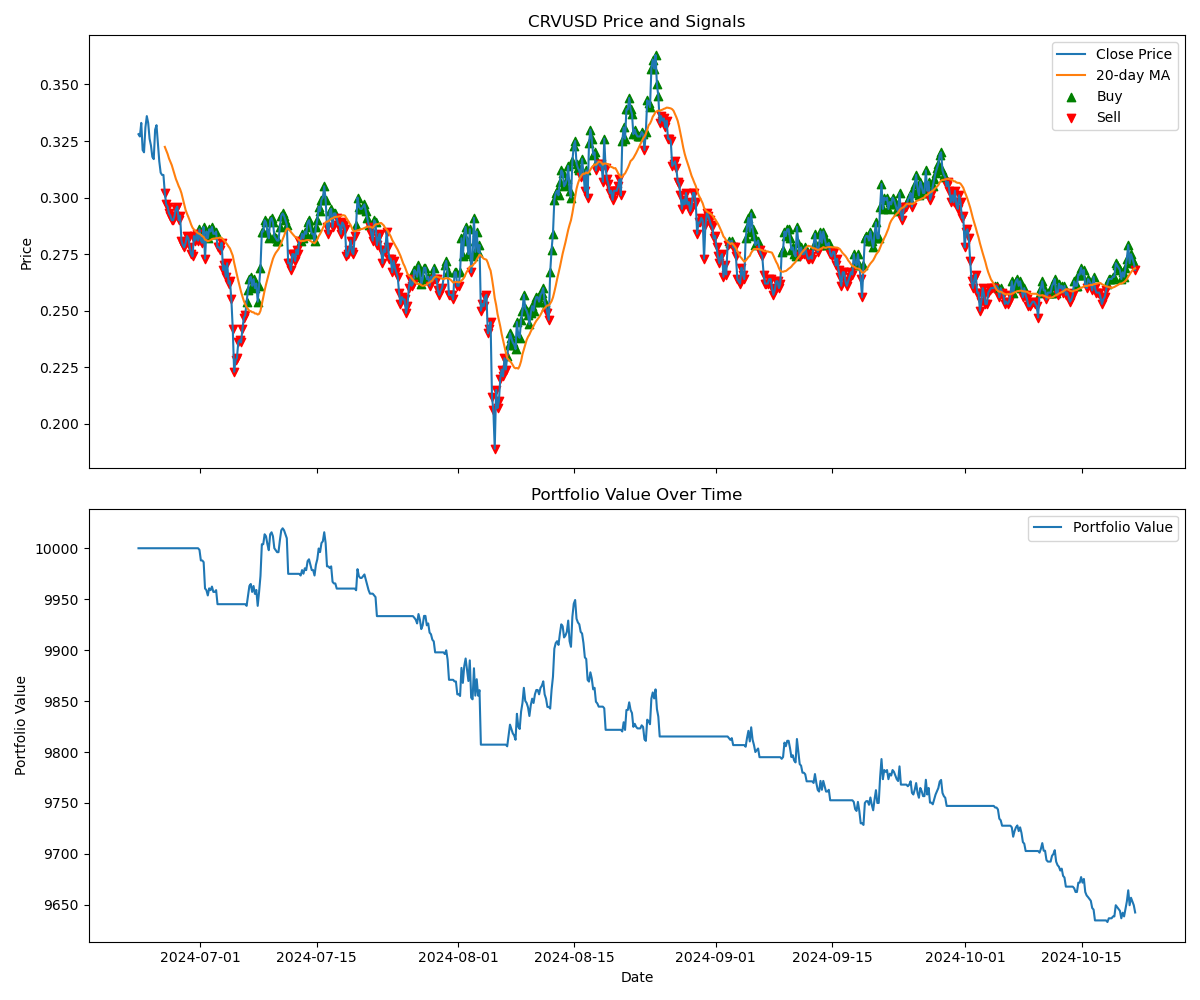 CRVUSD Price and Signals
Close Price
20-day MA
Buy
Sell
Price
0.350
0.325
0.300
0.275
0.250
0.225
0.200
Portfolio Value Over Time
Portfolio Value
Portfolio Value
10000
9950
9900
9850
9800
9750
9700
9650
2024-07-01 2024-07-15 2024-08-01 2024-08-15 2024-09-01 2024-09-15 2024-10-01 2024-10-15
Date